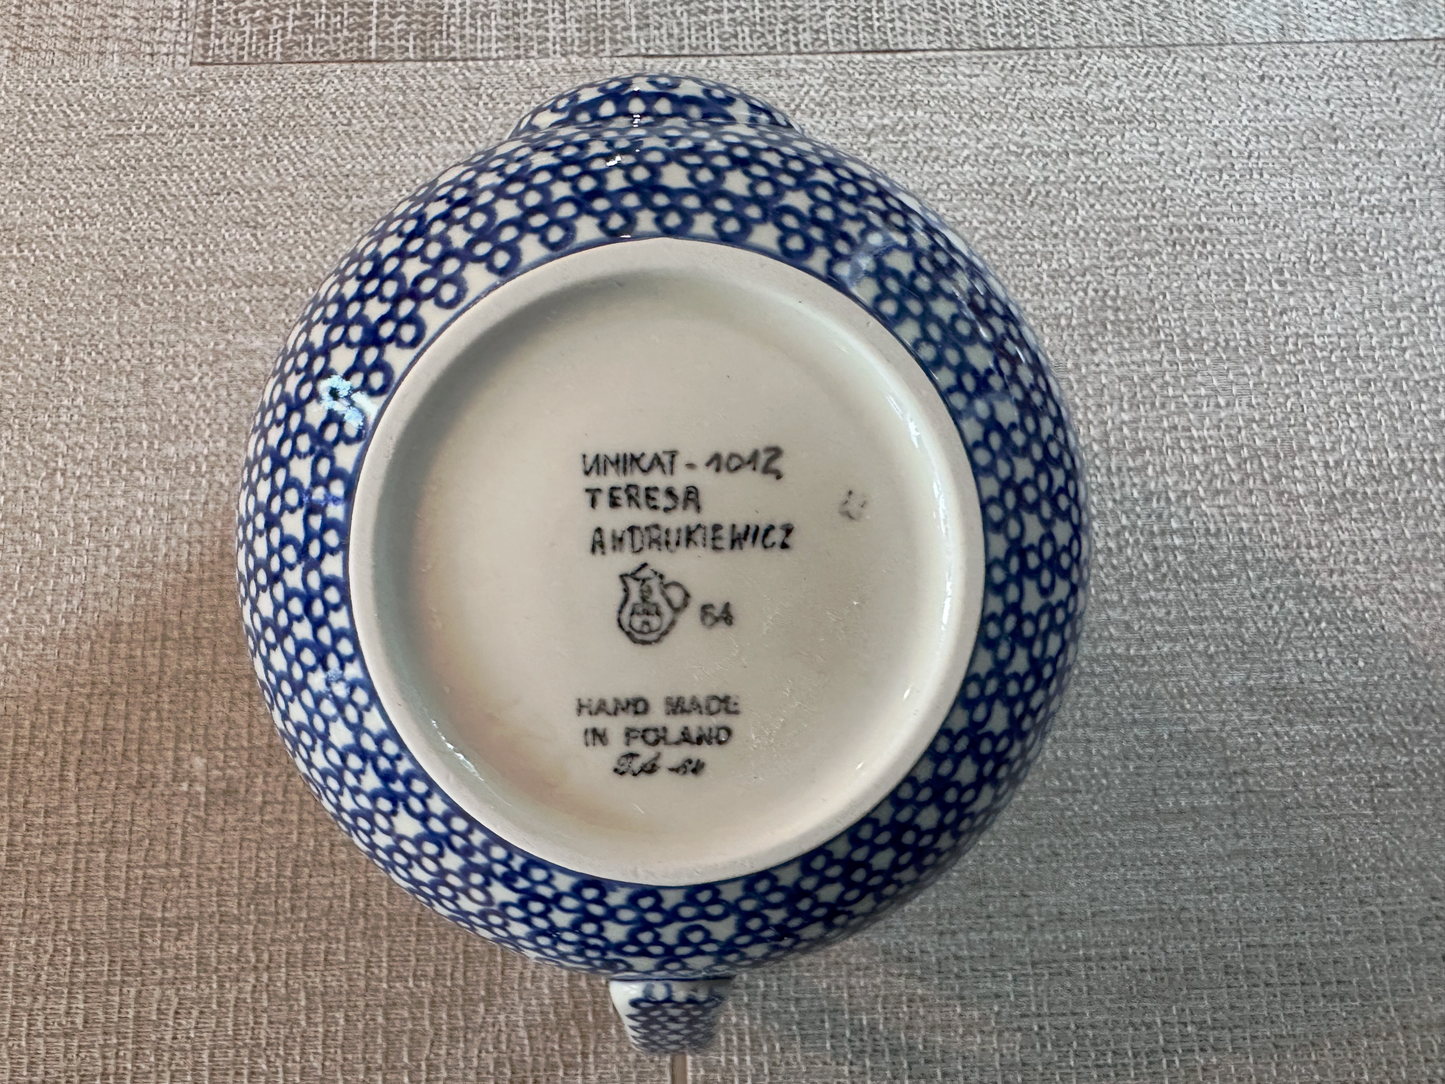 UNIKAT - 1012
TERESA
ANDRUKIEWICZ
64
HAND MADE
IN POLAND